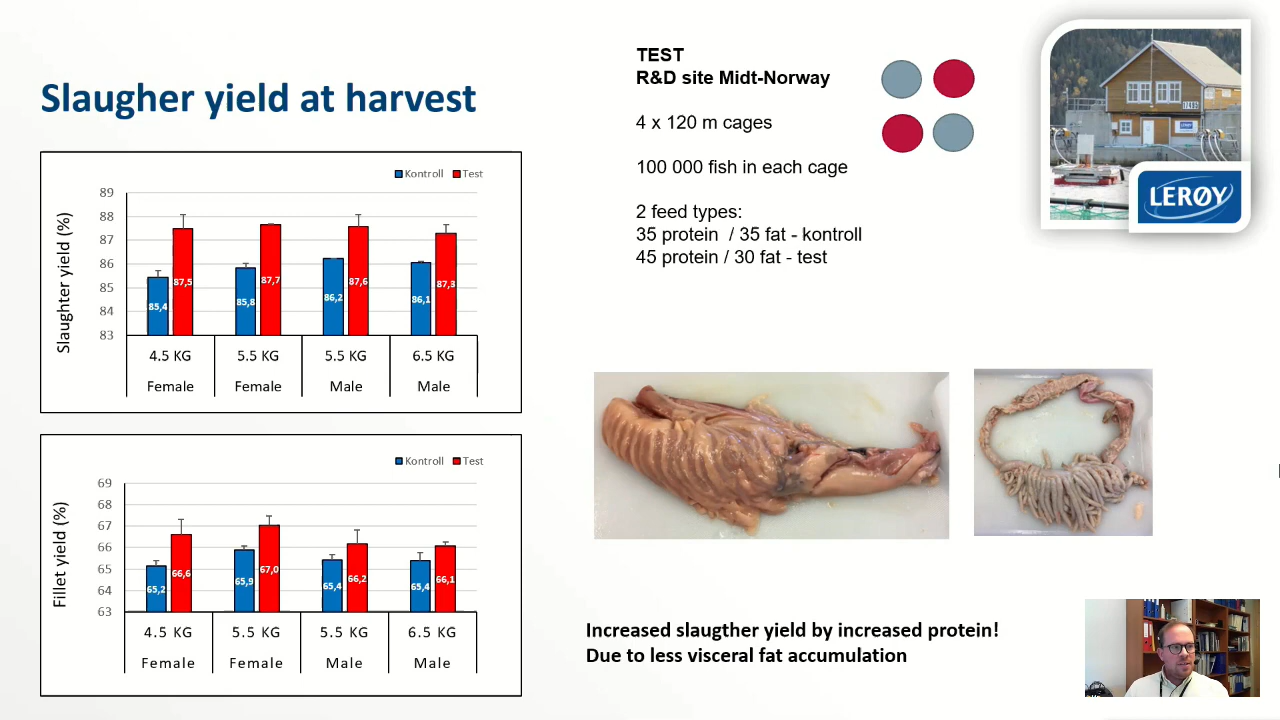 Slaugher yield at harvest
Kontroll Test
Slaughter yield (%)
89
88
87
86
85
84
83
85,4 87,5 85,8 87,7 86,2 87,6 86,1 87,3
4.5 KG 5.5 KG 5.5 KG 6.5 KG
Female Female Male Male
Kontroll Test
Fillet yield (%)
69
68
67
66
65
64
63
65,2 66,6 65,9 67,0 65,4 66,2 65,4 66,1
4.5 KG 5.5 KG 5.5 KG 6.5 KG
Female Female Male Male
TEST
R&D site Midt-Norway
4 x 120 m cages
100 000 fish in each cage
2 feed types:
35 protein / 35 fat - kontroll
45 protein / 30 fat - test
LERØY
Increased slaugther yield by increased protein!
Due to less visceral fat accumulation